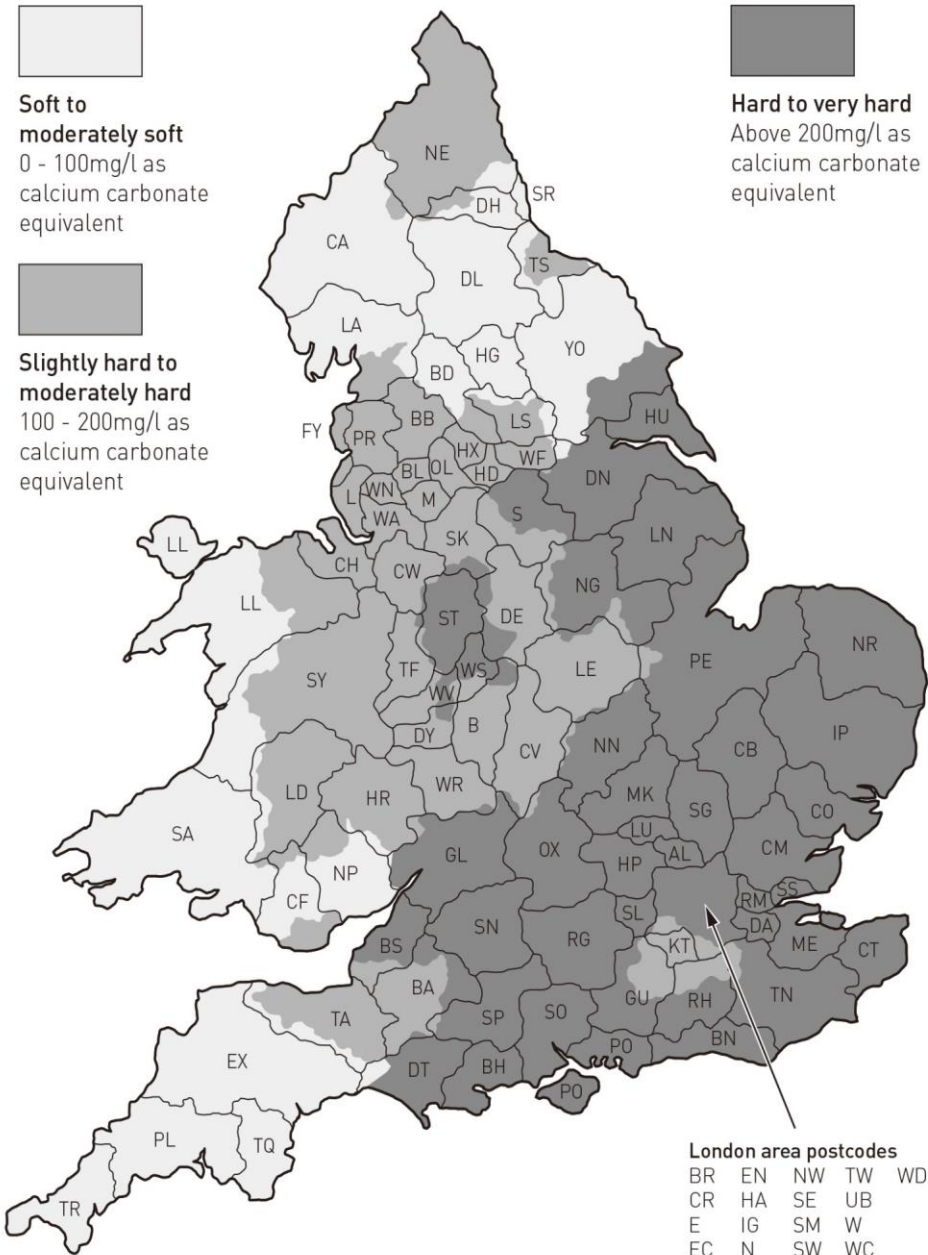 Soft to
moderately soft
0 - 100mg/l as
calcium carbonate
equivalent
Slightly hard to
moderately hard
100 - 200mg/l as
calcium carbonate
equivalent
Hard to very hard
Above 200mg/l as
calcium carbonate
equivalent
NE
SR
DH
CA
TS
DL
LA
YO
HG
BD
HU
FY
BB
LS
PR
HX
WF
OL
BL
HD
DN
L
WN
M
S
WA
SK
LN
LL
CH
CW
LL
NG
ST
DE
NR
PE
LE
SY
TF
WS
WV
IP
B
NN
CB
DY
CV
LD
HR
WR
MK
SG
CO
LU
SA
GL
OX
AL
CM
HP
NP
CF
SS
RM
SL
DA
SN
RG
KT
ME
BS
CT
BA
GU
RH
TN
TA
SP
SO
BN
PO
EX
DT
BH
PO
PL
TQ
TR
London area postcodes
BR EN NW TW WD
CR HA SE UB
E IG SM W
EC N SW WC